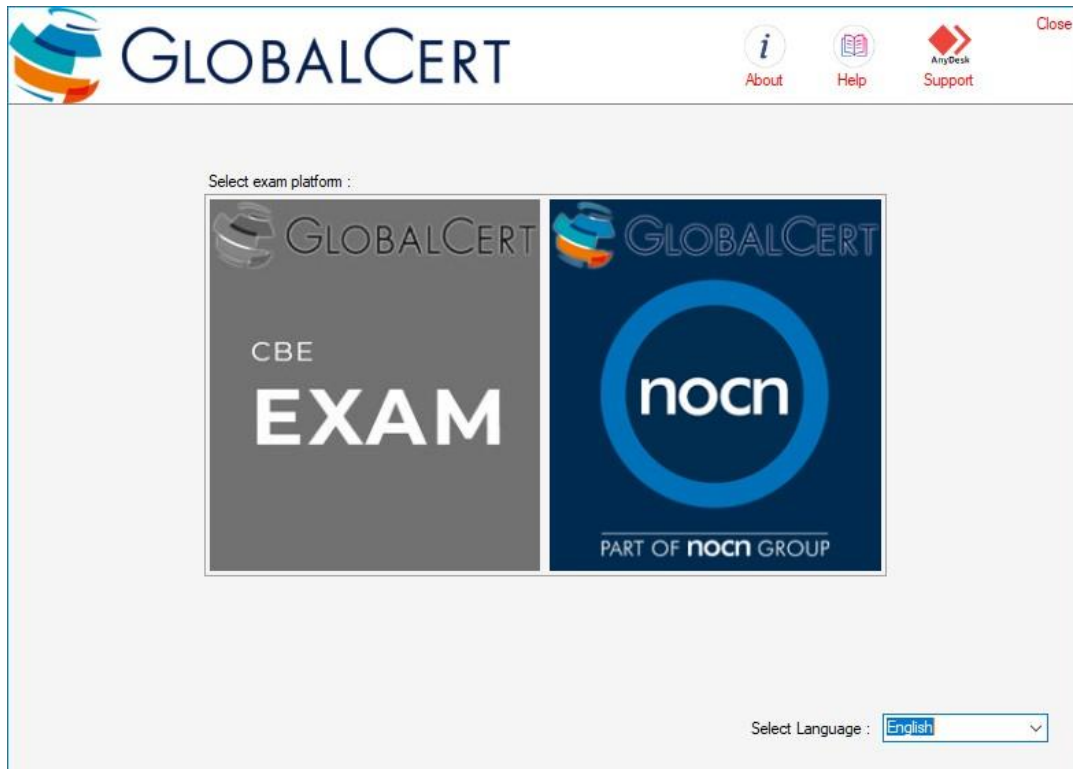 GLOBALCERT
Close
AnyDesk
About Help Support
Select exam platform :
GLOBALCERT
CBE
EXAM
GLOBALCERT
nocn
PART OF nocn GROUP
Select Language : English